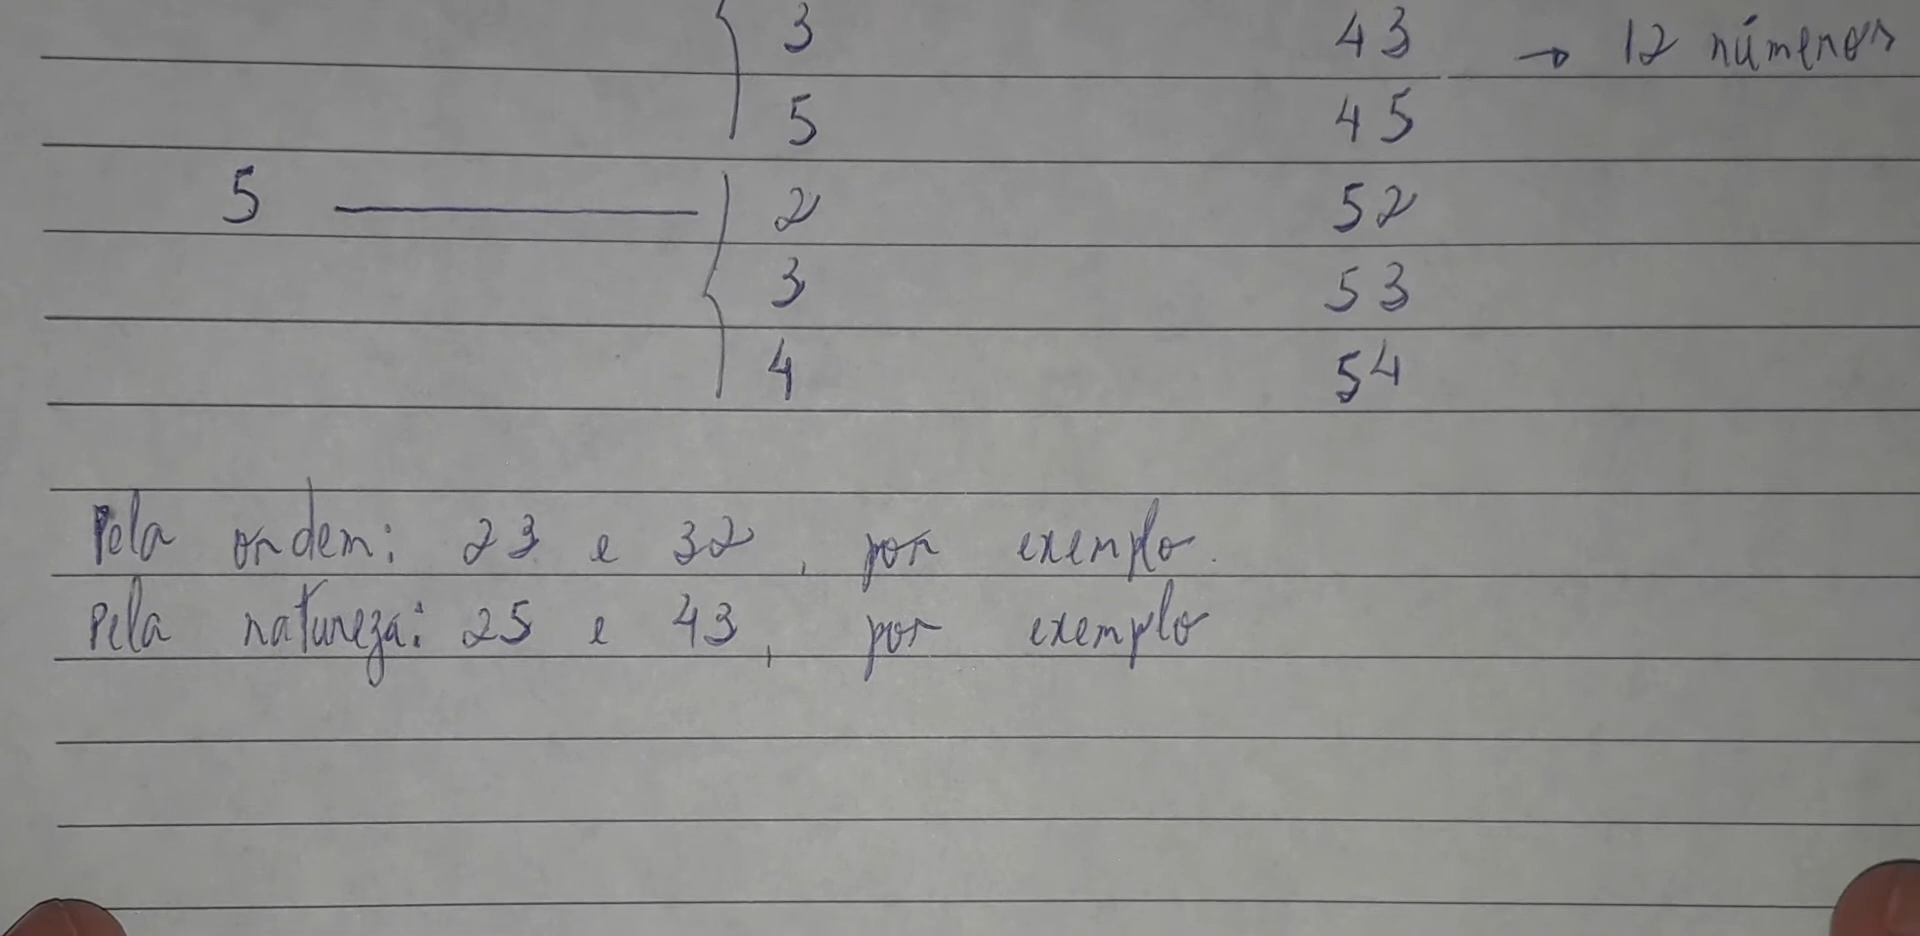 3 43 → 12 números
5 45
5 2 52
3 53
4 54
Pela ordem: 23 e 32, por exemplo.
Pela natureza: 25 e 43, por exemplo